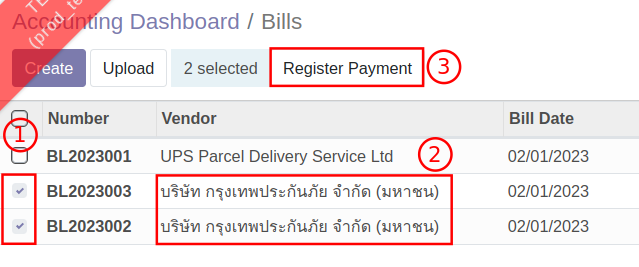 Accounting Dashboard / Bills
Create Upload 2 selected Register Payment 3
Number Vendor Bill Date
1
BL2023001 UPS Parcel Delivery Service Ltd 2 02/01/2023
BL2023003 บริษัท กรุงเทพประกันภัย จำกัด (มหาชน) 02/01/2023
BL2023002 บริษัท กรุงเทพประกันภัย จำกัด (มหาชน) 02/01/2023